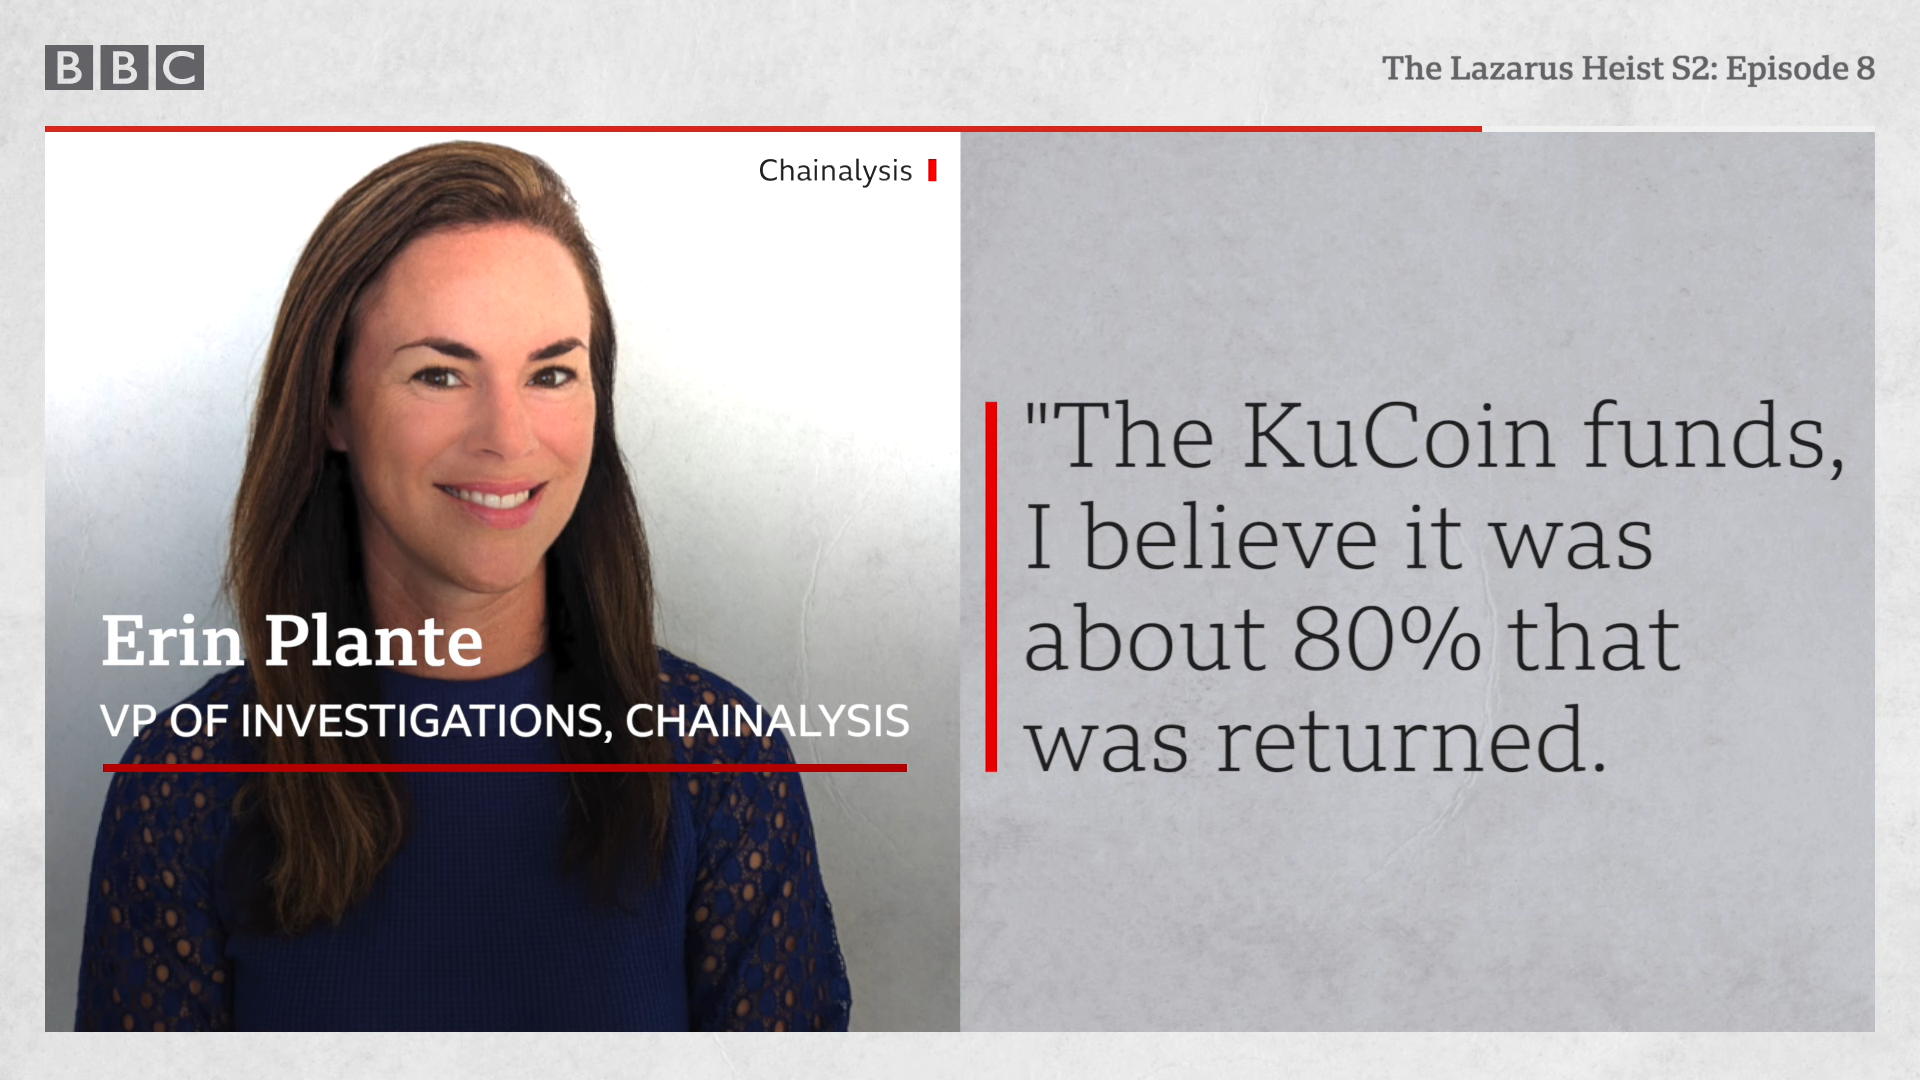 BBC
The Lazarus Heist S2: Episode 8
Chainalysis
Erin Plante
VP OF INVESTIGATIONS, CHAINALYSIS
"The KuCoin funds,
I believe it was
about 80% that
was returned.